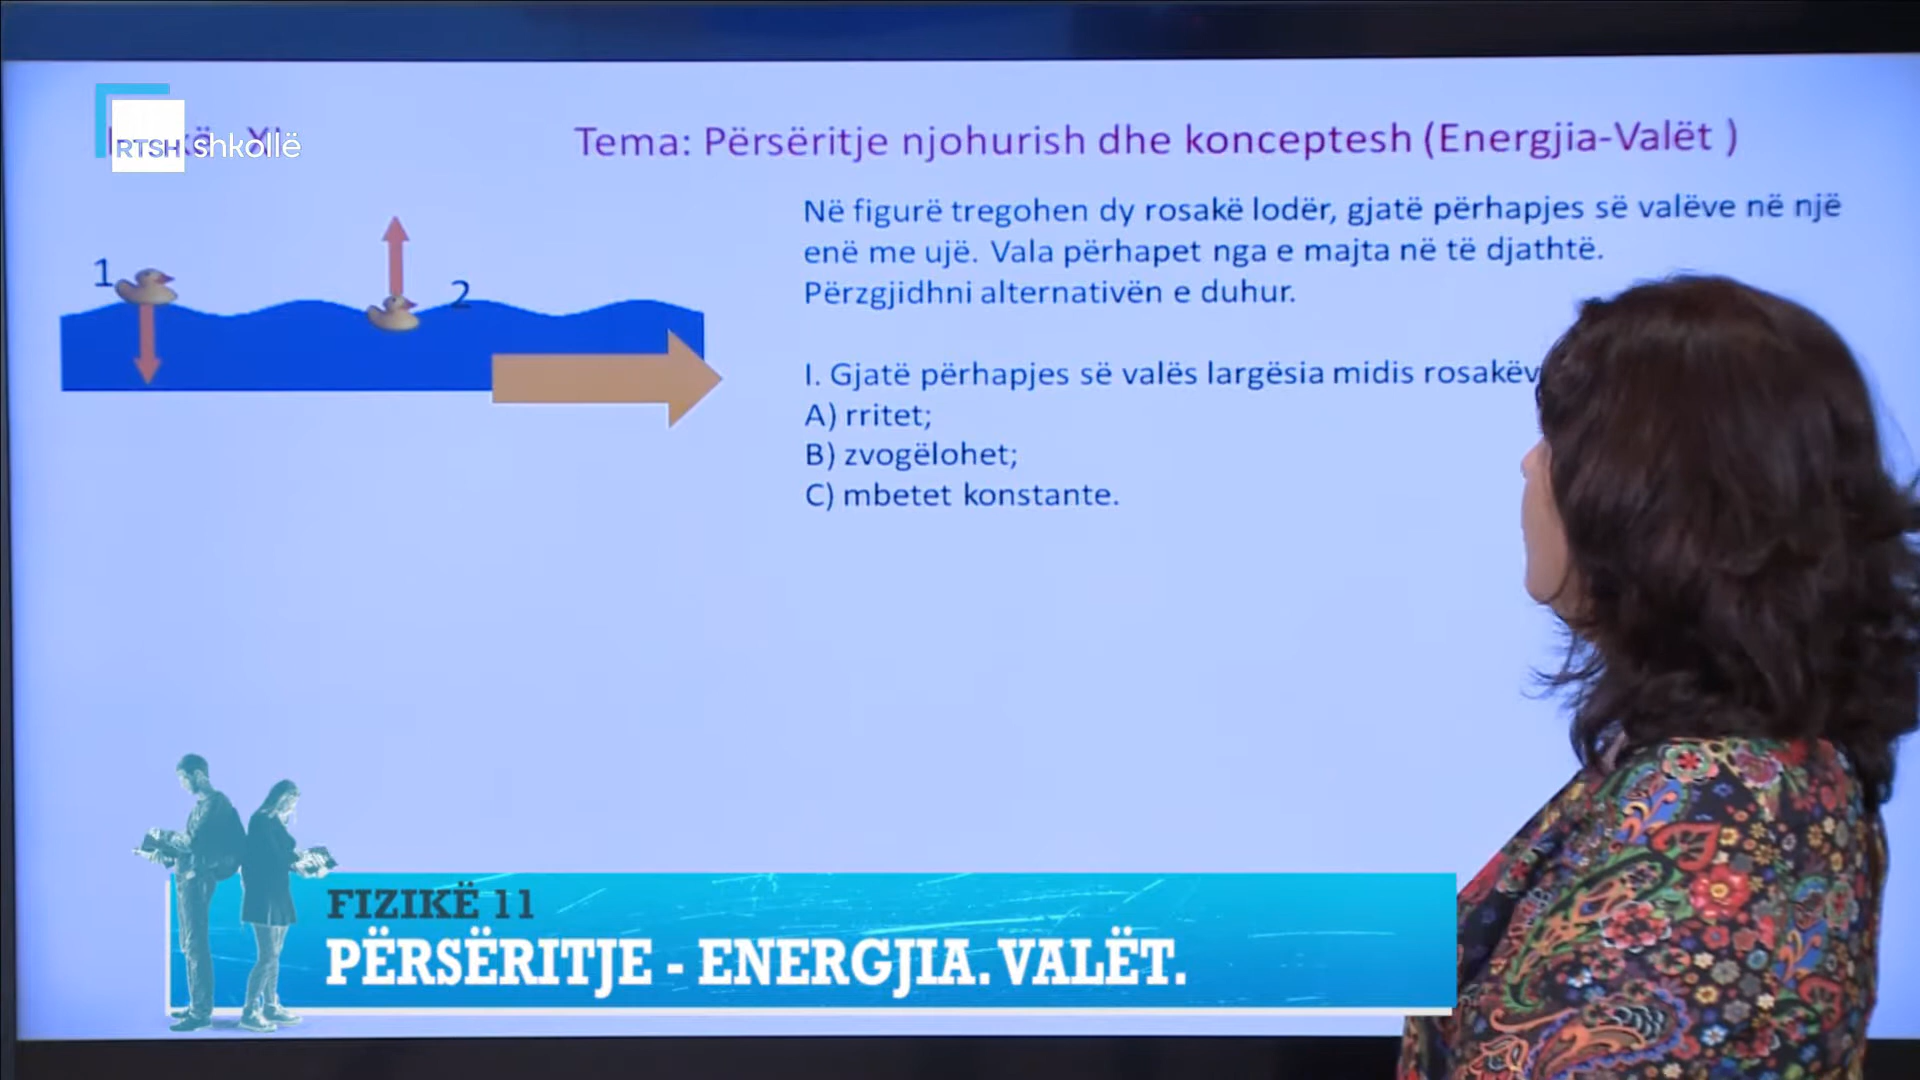 RTSH shkollë
Tema: Përsëritje njohurish dhe konceptesh (Energjia-Valët )
Në figurë tregohen dy rosakë lodër, gjatë përhapjes së valëve në një
enë me ujë. Vala përhapet nga e majta në të djathtë.
Përzgjidhni alternativën e duhur.
1
2
I. Gjatë përhapjes së valës largësia midis
A) rritet;
B) zvogëlohet;
C) mbetet konstante.
FIZIKË 11
PËRSËRITJE - ENERGJIA. VALËT.